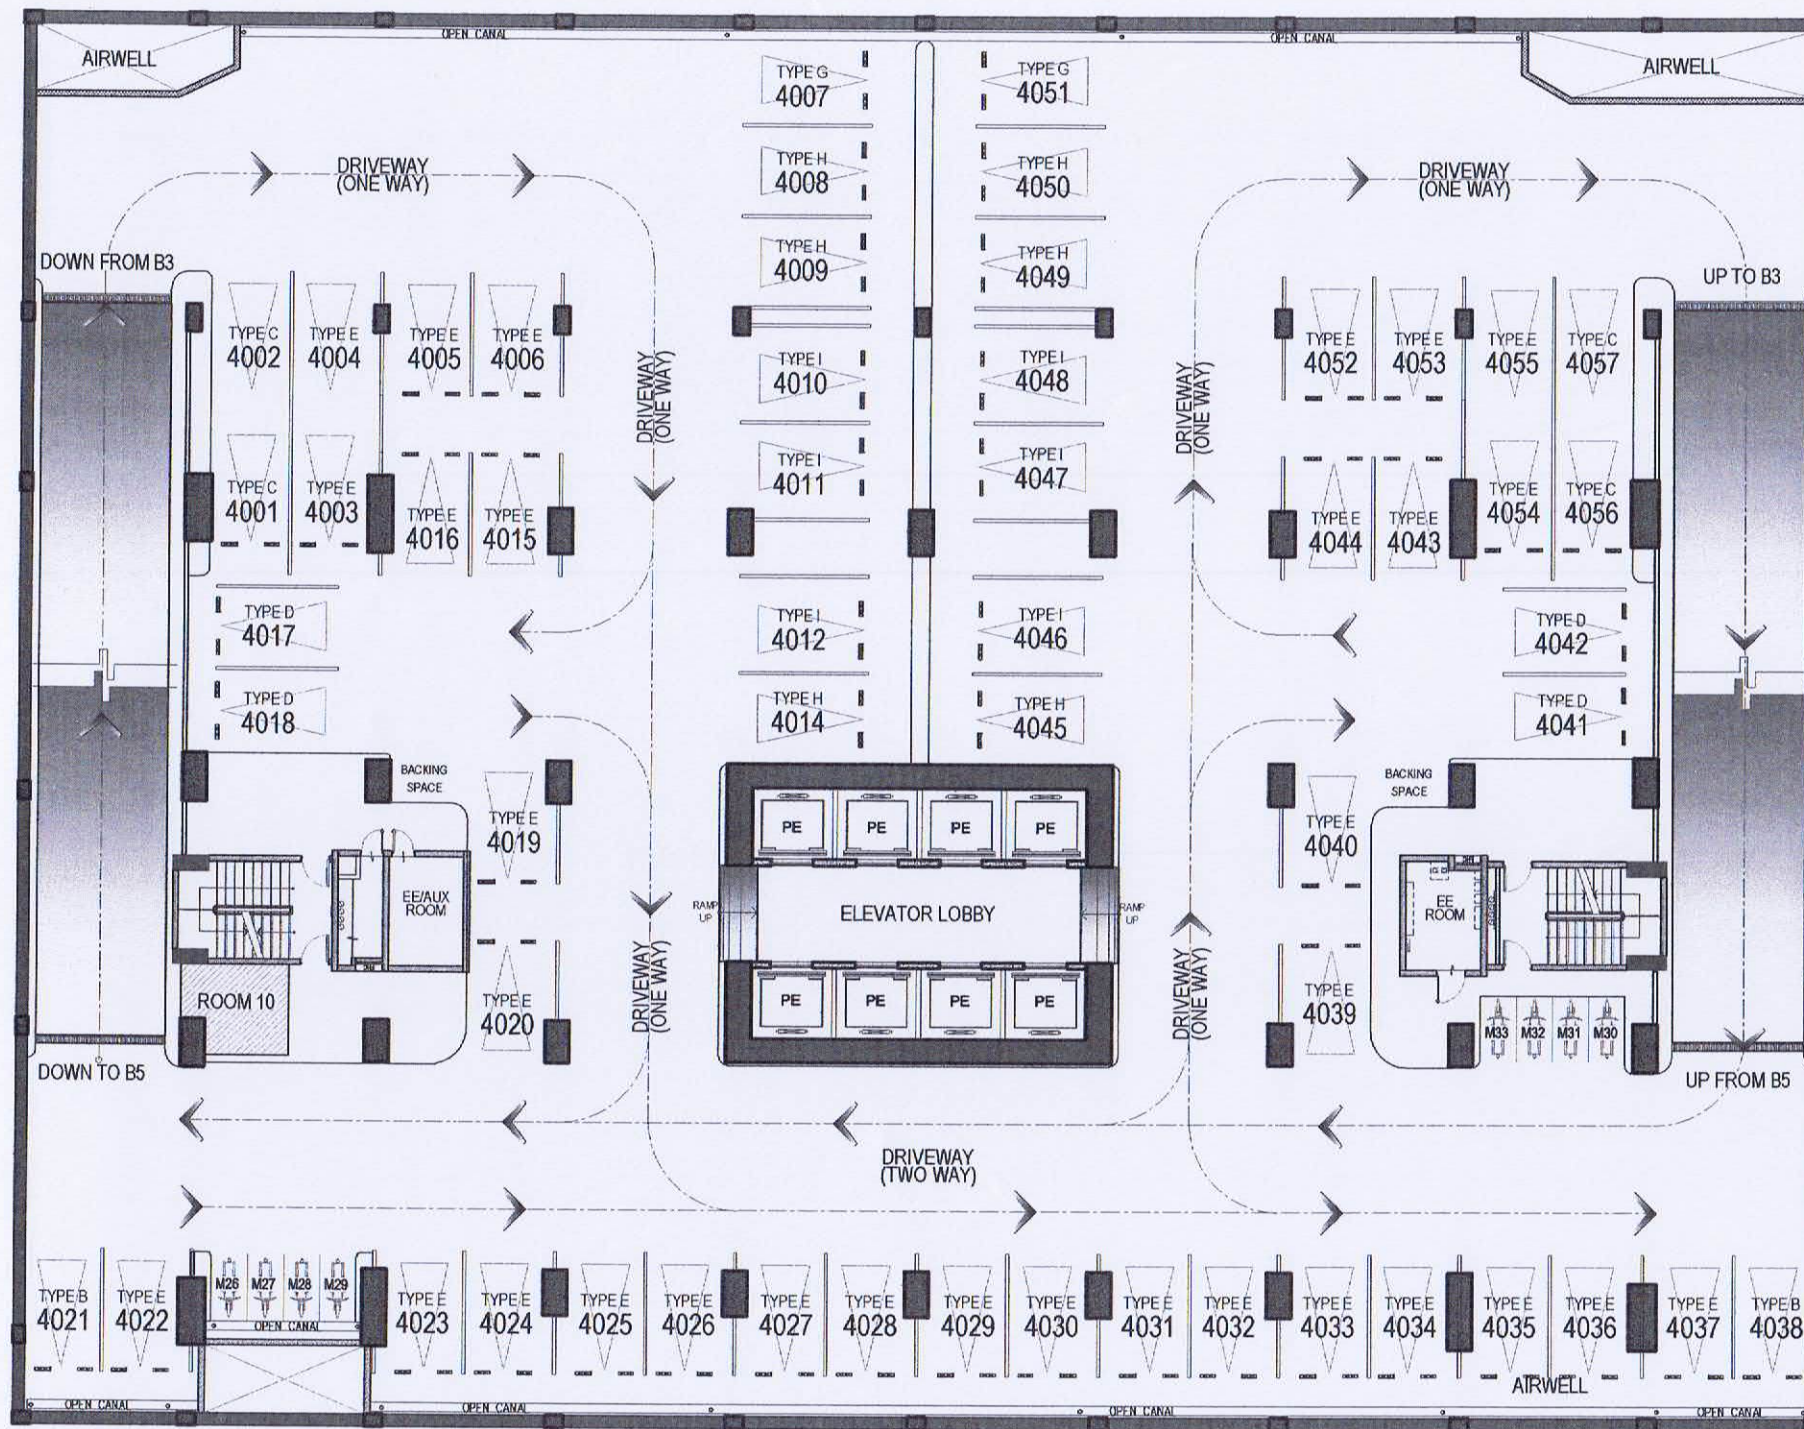 OPEN CANAL
OPEN CANAL
AIRWELL
AIRWELL
TYPE G
4007
TYPE G
4051
DRIVEWAY
(ONE WAY)
TYPE H
4008
TYPE H
4050
DRIVEWAY
(ONE WAY)
DOWN FROM B3
TYPE H
4009
TYPE H
4049
UP TO B3
TYPE C
4002
TYPE E
4004
TYPE E
4005
TYPE E
4006
DRIVEWAY
(ONE WAY)
TYPE I
4010
TYPE I
4048
DRIVEWAY
(ONE WAY)
TYPE E
4052
TYPE E
4053
TYPE E
4055
TYPE C
4057
TYPE C
4001
TYPE E
4003
TYPE E
4016
TYPE E
4015
TYPE I
4011
TYPE I
4047
TYPE E
4044
TYPE E
4043
TYPE E
4054
TYPE C
4056
TYPE D
4017
TYPE I
4012
TYPE I
4046
TYPE D
4042
TYPE D
4018
TYPE H
4014
TYPE H
4045
TYPE D
4041
BACKING
SPACE
TYPE E
4019
PE
PE
PE
PE
TYPE E
4040
BACKING
SPACE
EE/AUX
ROOM
RAMP
UP
ELEVATOR LOBBY
RAMP
UP
EE
ROOM
ROOM 10
TYPE E
4020
DRIVEWAY
(ONE WAY)
PE
PE
PE
PE
DRIVEWAY
(ONE WAY)
TYPE E
4039
M33
M32
M31
M30
DOWN TO B5
UP FROM B5
DRIVEWAY
(TWO WAY)
TYPE B
4021
TYPE E
4022
M26
M27
M28
M29
OPEN CANAL
TYPE E
4023
TYPE E
4024
TYPE E
4025
TYPE E
4026
TYPE E
4027
TYPE E
4028
TYPE E
4029
TYPE E
4030
TYPE E
4031
TYPE E
4032
TYPE E
4033
TYPE E
4034
TYPE E
4035
TYPE E
4036
TYPE E
4037
TYPE B
4038
AIRWELL
OPEN CANAL
OPEN CANAL
OPEN CANAL
OPEN CANAL